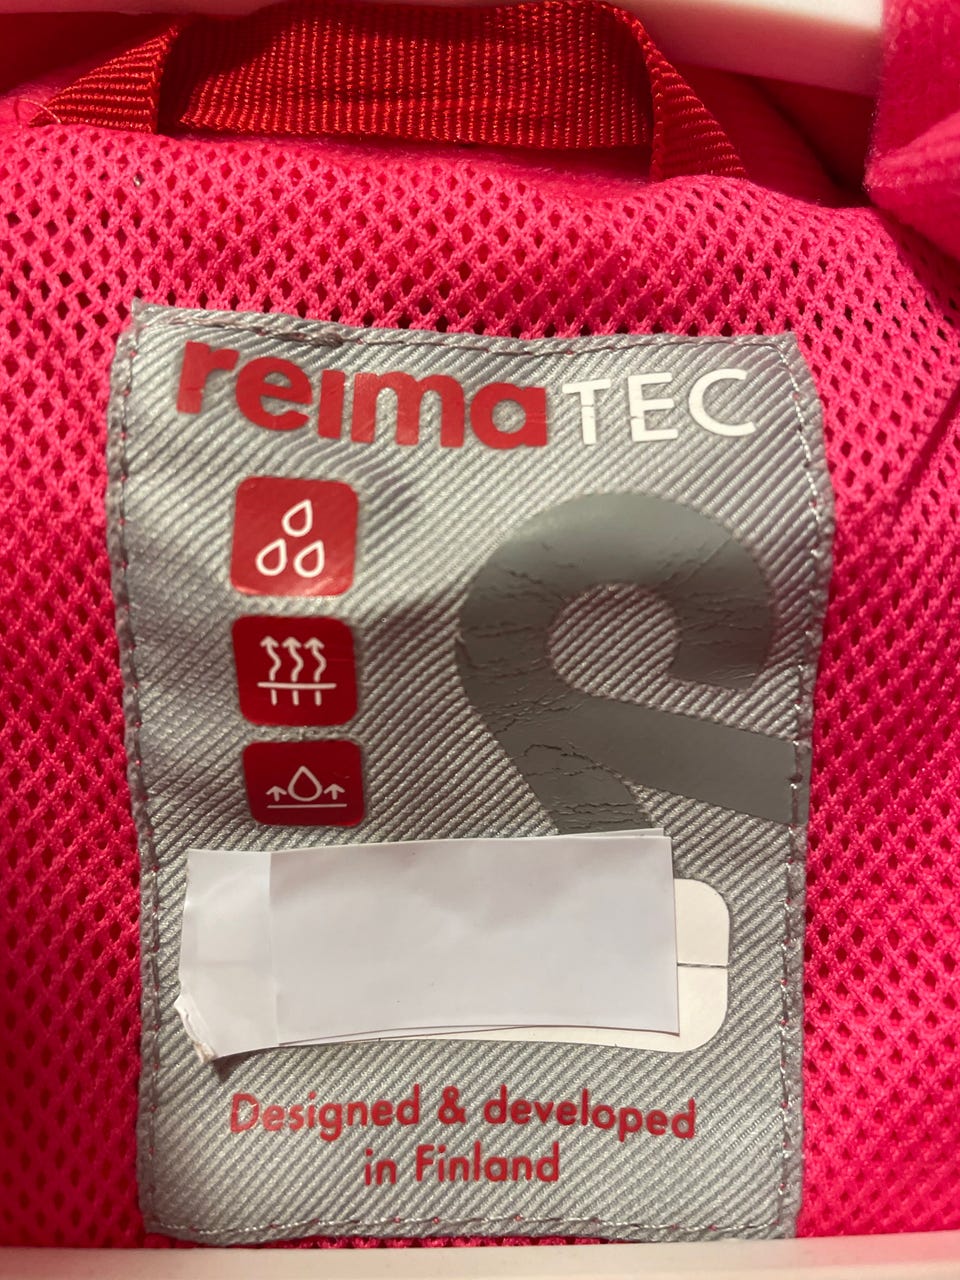 reima TEC
Designed & developed
in Finland